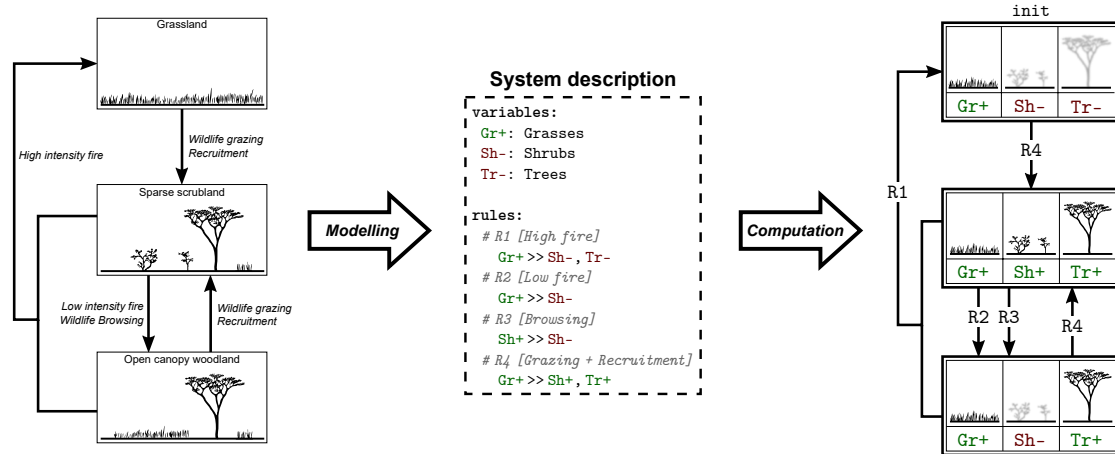 Grassland
High intensity fire
Wildlife grazing
Recruitment
Sparse scrubland
Low intensity fire
Wildlife Browsing
Wildlife grazing
Recruitment
Open canopy woodland
Modelling
System description
variables:
Gr+: Grasses
Sh-: Shrubs
Tr-: Trees
rules:
# R1 [High fire]
Gr+ >> Sh-, Tr-
# R2 [Low fire]
Gr+ >> Sh-
# R3 [Browsing]
Sh+ >> Sh-
# R4 [Grazing + Recruitment]
Gr+ >> Sh+, Tr+
Computation
init
Gr+ Sh- Tr-
R4
R1
Gr+ Sh+ Tr+
R2 R3 R4
Gr+ Sh- Tr+